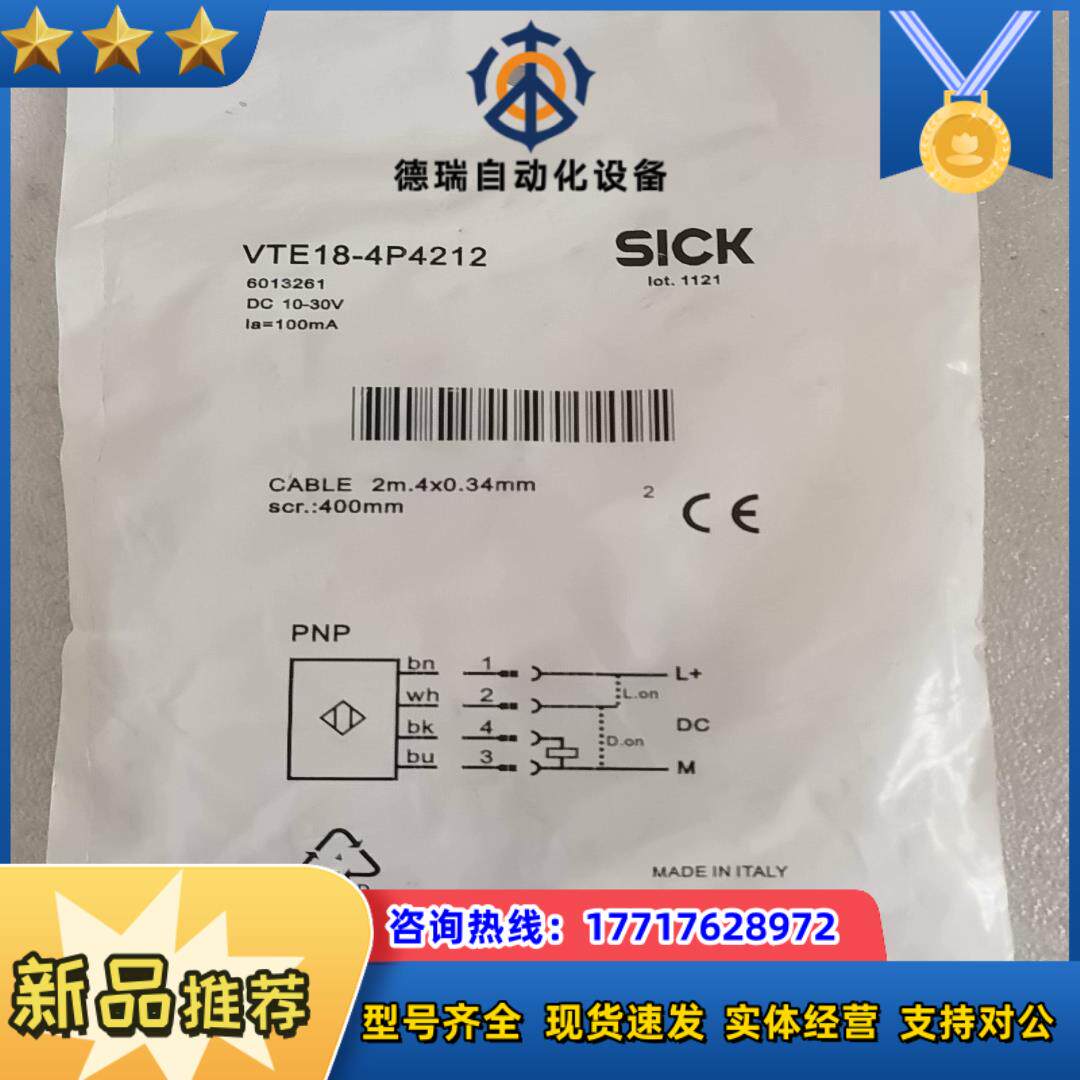 德瑞自动化设备
VTE18-4P4212
SICK
6013261
lot. 1121
DC 10-30V
Ia=100mA
CABLE 2m.4x0.34mm
scr.:400mm
2
CE
PNP
bn 1 L+
L.on
wh 2
DC
bk 4
D.on
bu 3 M
MADE IN ITALY
咨询热线：17717628972
新品推荐
型号齐全 现货速发 实体经营 支持对公